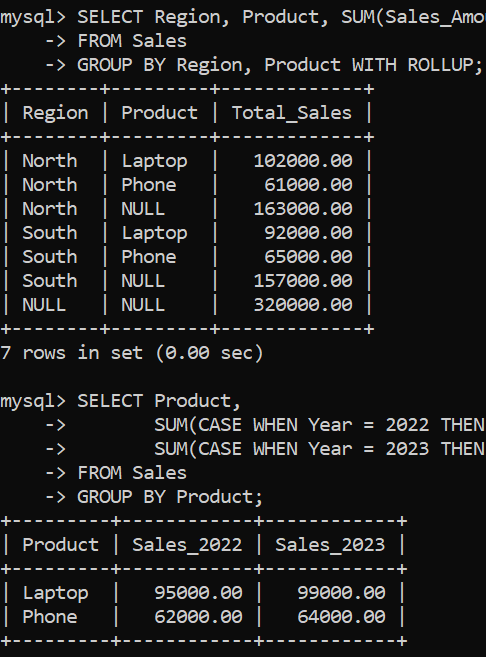 mysql> SELECT Region, Product, SUM(Sales_Amou
    -> FROM Sales
    -> GROUP BY Region, Product WITH ROLLUP;
+--------+---------+-------------+
| Region | Product | Total_Sales |
+--------+---------+-------------+
| North  | Laptop  |   102000.00 |
| North  | Phone   |    61000.00 |
| North  | NULL    |   163000.00 |
| South  | Laptop  |    92000.00 |
| South  | Phone   |    65000.00 |
| South  | NULL    |   157000.00 |
| NULL   | NULL    |   320000.00 |
+--------+---------+-------------+
7 rows in set (0.00 sec)

mysql> SELECT Product,
    ->        SUM(CASE WHEN Year = 2022 THEN
    ->        SUM(CASE WHEN Year = 2023 THEN
    -> FROM Sales
    -> GROUP BY Product;
+---------+------------+------------+
| Product | Sales_2022 | Sales_2023 |
+---------+------------+------------+
| Laptop  |   95000.00 |   99000.00 |
| Phone   |   62000.00 |   64000.00 |
+---------+------------+------------+